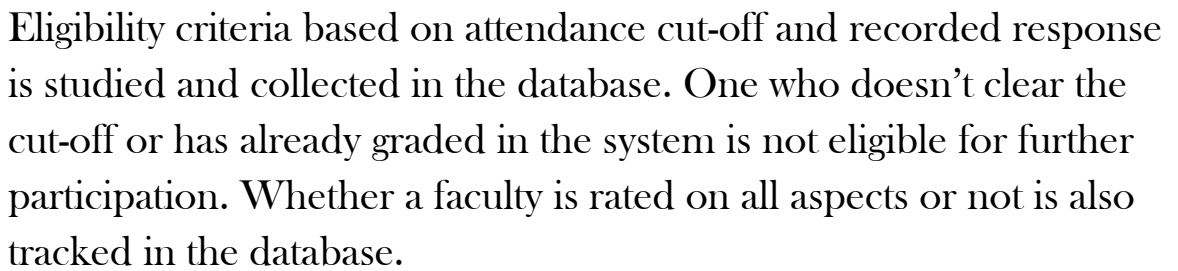 Eligibility criteria based on attendance cut-off and recorded response
is studied and collected in the database. One who doesn’t clear the
cut-off or has already graded in the system is not eligible for further
participation. Whether a faculty is rated on all aspects or not is also
tracked in the database.